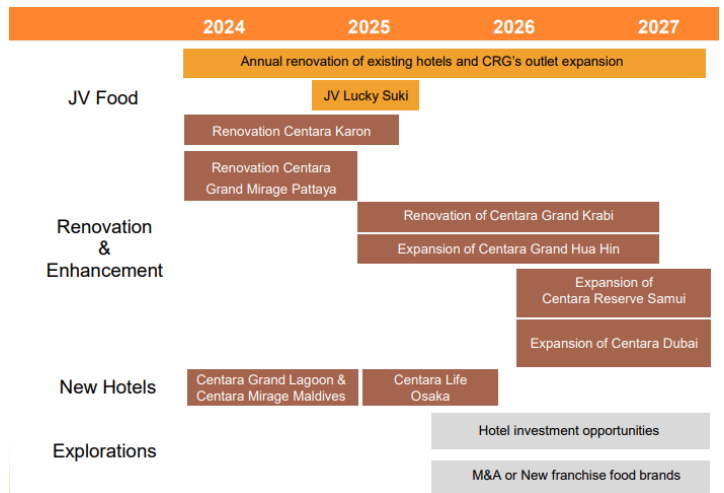 2024 2025 2026 2027
Annual renovation of existing hotels and CRG's outlet expansion
JV Food
JV Lucky Suki
Renovation Centara Karon
Renovation Centara
Grand Mirage Pattaya
Renovation
&
Enhancement
Renovation of Centara Grand Krabi
Expansion of Centara Grand Hua Hin
Expansion of
Centara Reserve Samui
Expansion of Centara Dubai
New Hotels
Centara Grand Lagoon &
Centara Mirage Maldives
Centara Life
Osaka
Explorations
Hotel investment opportunities
M&A or New franchise food brands